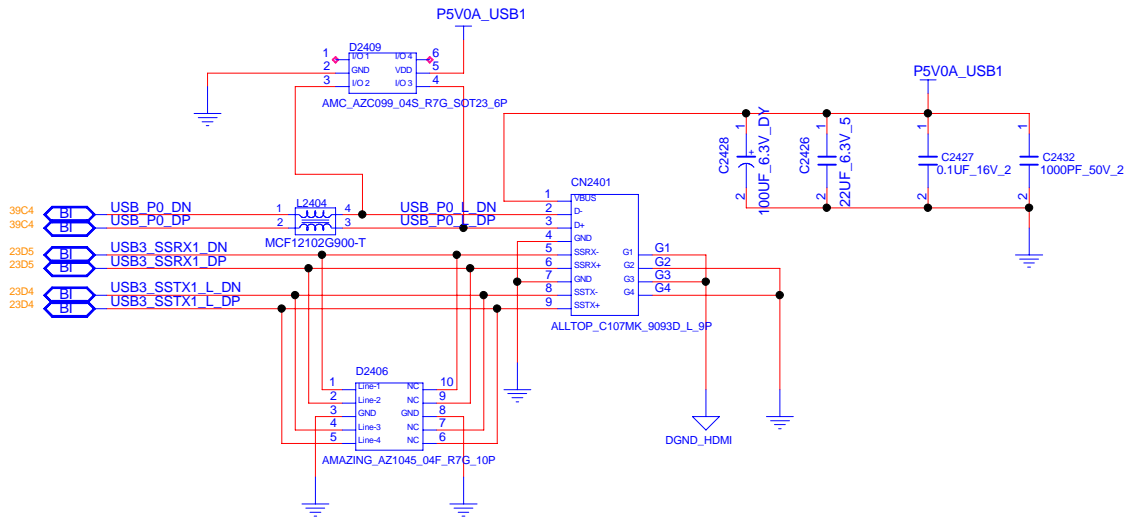 P5V0A_USB1
D2409
1 I/O 1 I/O 4 6
2 GND VDD 5
3 I/O 2 I/O 3 4
AMC_AZC099_04S_R7G_SOT23_6P
P5V0A_USB1
C2428 1 2 + 100UF_6.3V_DY
C2426 1 2 22UF_6.3V_5
1 C2427 2
0.1UF_16V_2
1 C2432 2
1000PF_50V_2
CN2401
39C4 BI USB_P0_DN 1 L2404 4 USB_P0_L_DN
39C4 BI USB_P0_DP 2 3 USB_P0_L_DP
MCF12102G900-T
23D5 BI USB3_SSRX1_DN
23D5 BI USB3_SSRX1_DP
23D4 BI USB3_SSTX1_L_DN
23D4 BI USB3_SSTX1_L_DP
1 VBUS
2 D-
3 D+
4 GND
5 SSRX- G1 G1
6 SSRX+ G2 G2
7 GND G3 G3
8 SSTX- G4 G4
9 SSTX+
ALLTOP_C107MK_9093D_L_9P
D2406
1 Line-1 NC 10
2 Line-2 NC 9
3 GND GND 8
4 Line-3 NC 7
5 Line-4 NC 6
AMAZING_AZ1045_04F_R7G_10P
DGND_HDMI